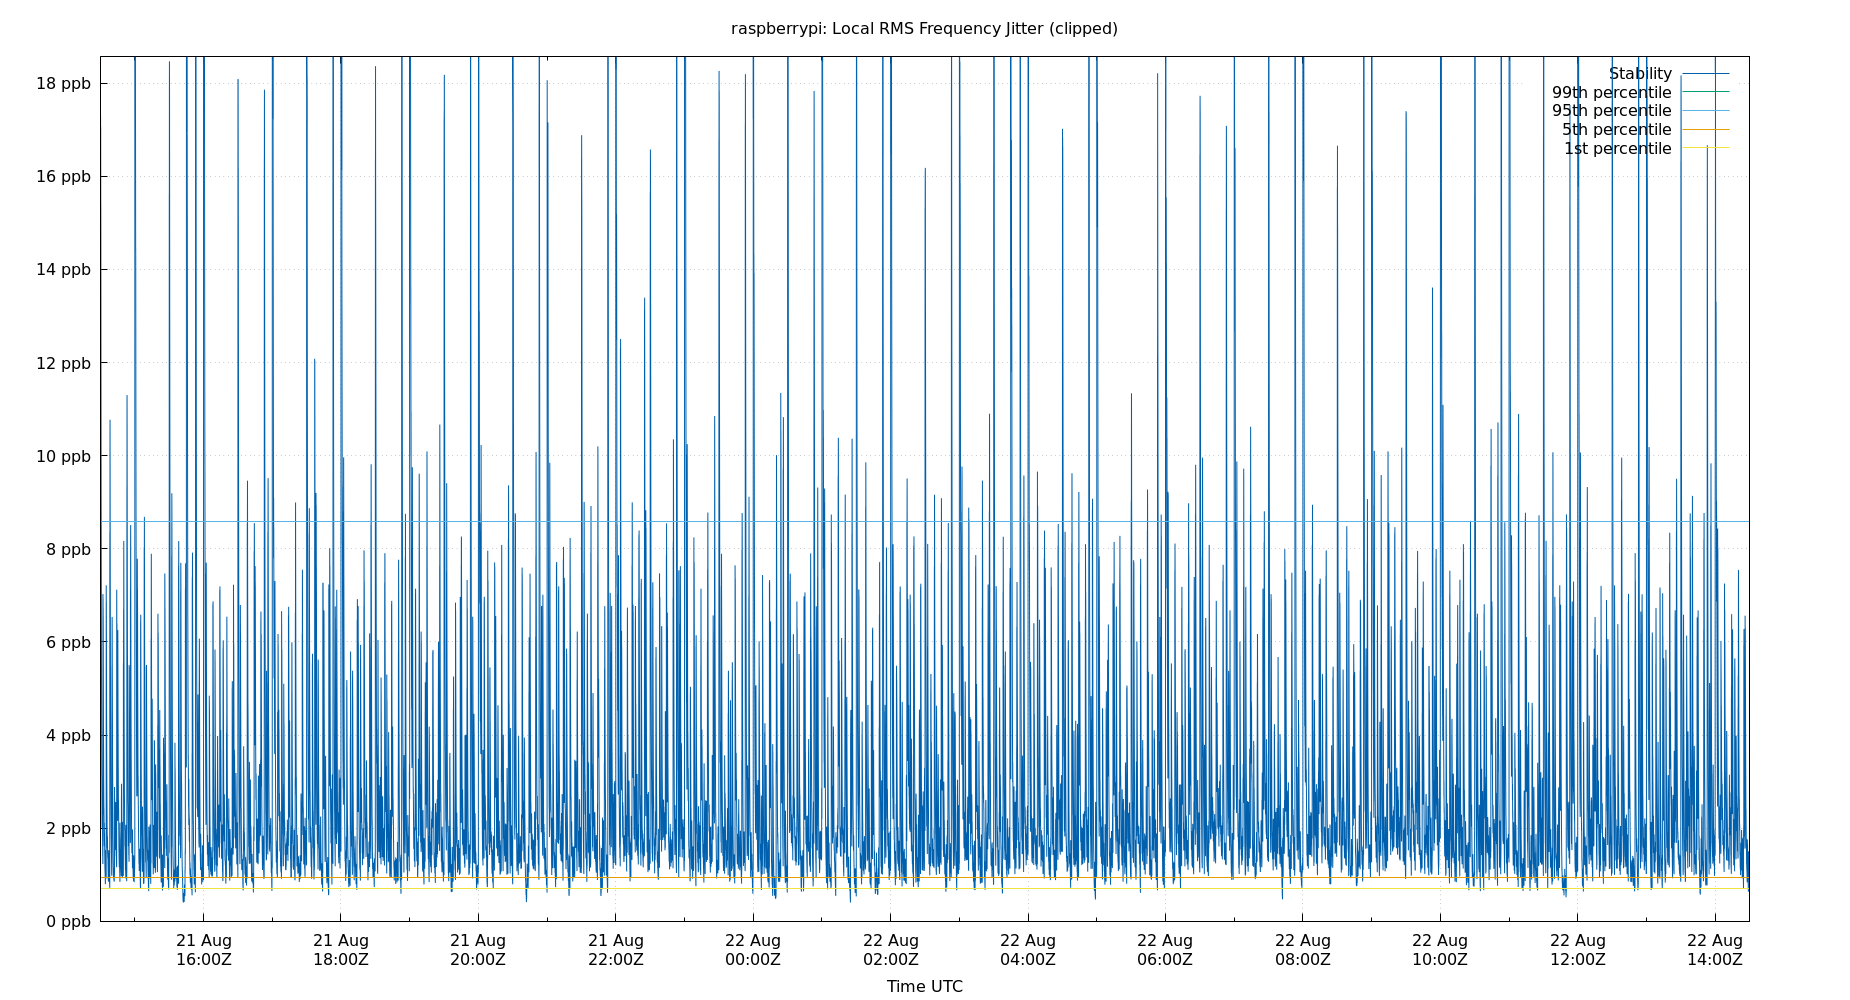 raspberrypi: Local RMS Frequency Jitter (clipped)
18 ppb
16 ppb
14 ppb
12 ppb
10 ppb
8 ppb
6 ppb
4 ppb
2 ppb
0 ppb
Stability
99th percentile
95th percentile
5th percentile
1st percentile
21 Aug 21 Aug 21 Aug 21 Aug 22 Aug 22 Aug 22 Aug 22 Aug 22 Aug 22 Aug 22 Aug 22 Aug
16:00Z 18:00Z 20:00Z 22:00Z 00:00Z 02:00Z 04:00Z 06:00Z 08:00Z 10:00Z 12:00Z 14:00Z
Time UTC